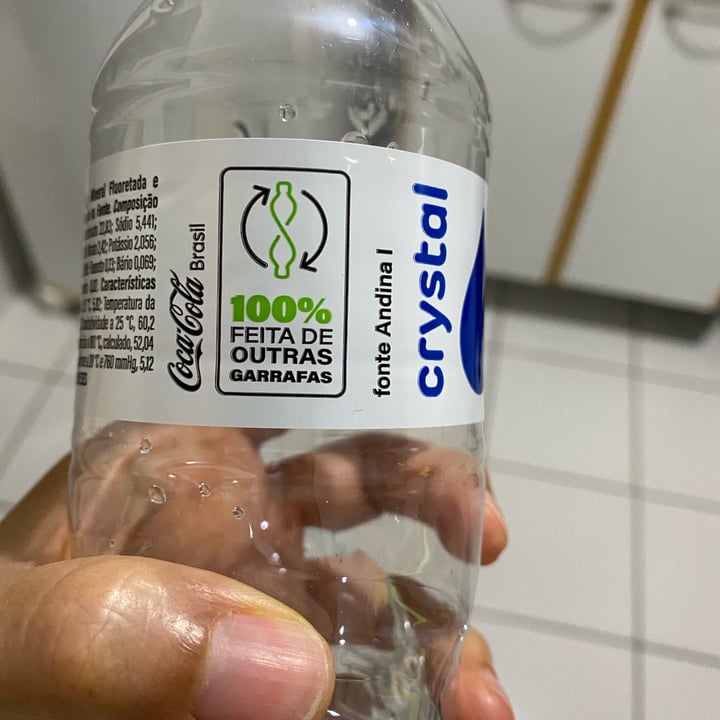 Mineral Fluoretada e
Fonte. Composição
Sódio 5,441;
Potássio 2,056;
Bário 0,069;
Características
Temperatura da
a 25 °C, 60,2
calculado, 52,04
e 760 mmHg, 5,12
Coca-Cola Brasil
100%
FEITA DE
OUTRAS
GARRAFAS
fonte Andina I
crystal